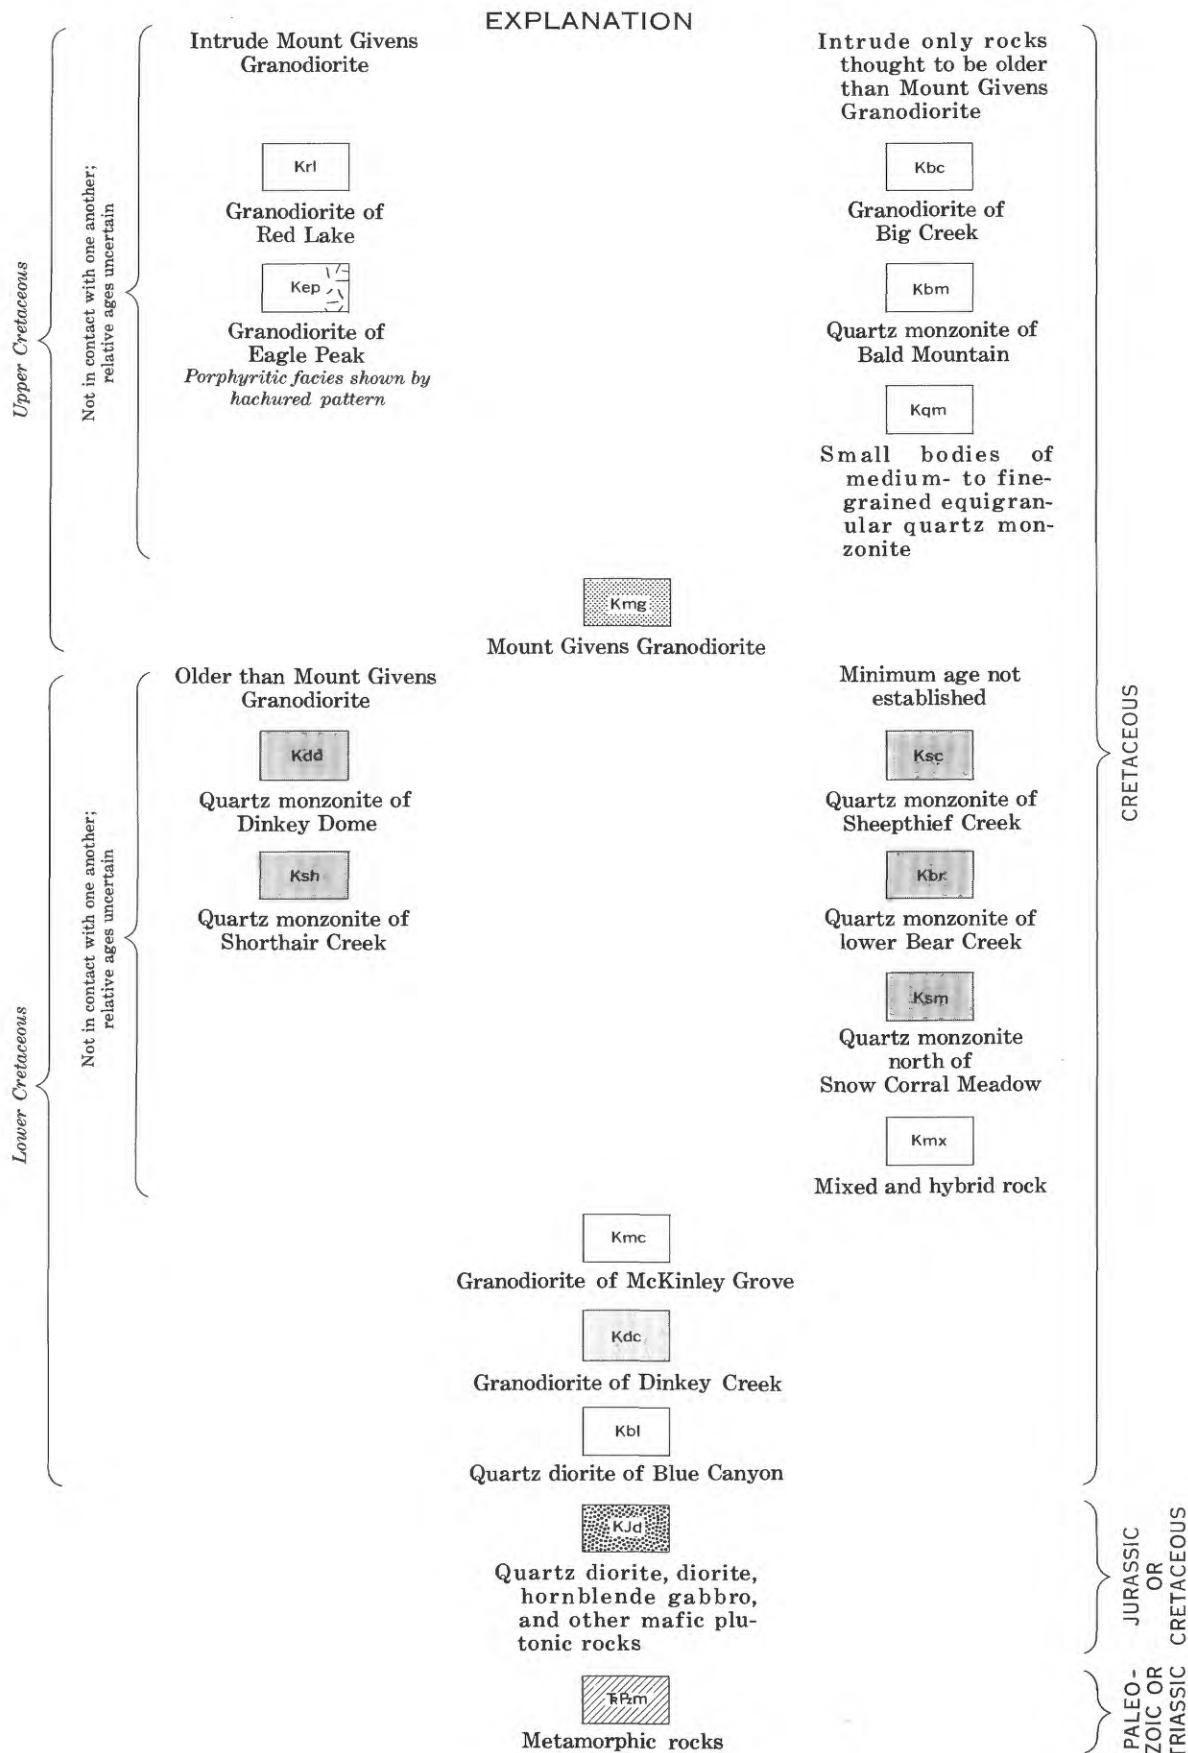 EXPLANATION
Intrude Mount Givens
Granodiorite
Intrude only rocks
thought to be older
than Mount Givens
Granodiorite
Krl
Granodiorite of
Red Lake
Kep
Granodiorite of
Eagle Peak
Porphyritic facies shown by
hachured pattern
Kbc
Granodiorite of
Big Creek
Kbm
Quartz monzonite of
Bald Mountain
Kqm
Small bodies of
medium- to fine-
grained equigran-
ular quartz mon-
zonite
Not in contact with one another;
relative ages uncertain
Upper Cretaceous
Kmg
Mount Givens Granodiorite
Older than Mount Givens
Granodiorite
Kdd
Quartz monzonite of
Dinkey Dome
Ksh
Quartz monzonite of
Shorthair Creek
Minimum age not
established
Ksc
Quartz monzonite of
Sheepthief Creek
Kbr
Quartz monzonite of
lower Bear Creek
Ksm
Quartz monzonite
north of
Snow Corral Meadow
Kmx
Mixed and hybrid rock
Not in contact with one another;
relative ages uncertain
Lower Cretaceous
Kmc
Granodiorite of McKinley Grove
Kdc
Granodiorite of Dinkey Creek
Kbl
Quartz diorite of Blue Canyon
CRETACEOUS
KJd
Quartz diorite, diorite,
hornblende gabbro,
and other mafic plu-
tonic rocks
JURASSIC
OR
CRETACEOUS
TRPzm
Metamorphic rocks
PALEO-
ZOIC OR
TRIASSIC